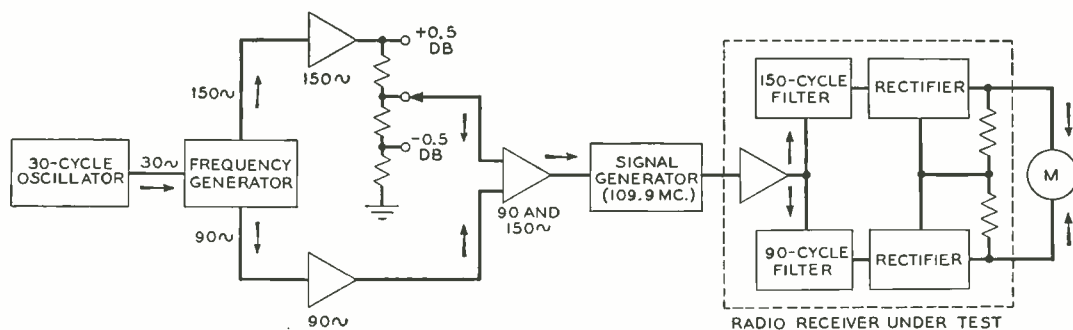 +0.5
DB
150~
150~
-0.5
DB
30-CYCLE
OSCILLATOR
30~
FREQUENCY
GENERATOR
90~
90~
90 AND
150~
SIGNAL
GENERATOR
(109.9 MC.)
150-CYCLE
FILTER
RECTIFIER
M
90-CYCLE
FILTER
RECTIFIER
RADIO RECEIVER UNDER TEST